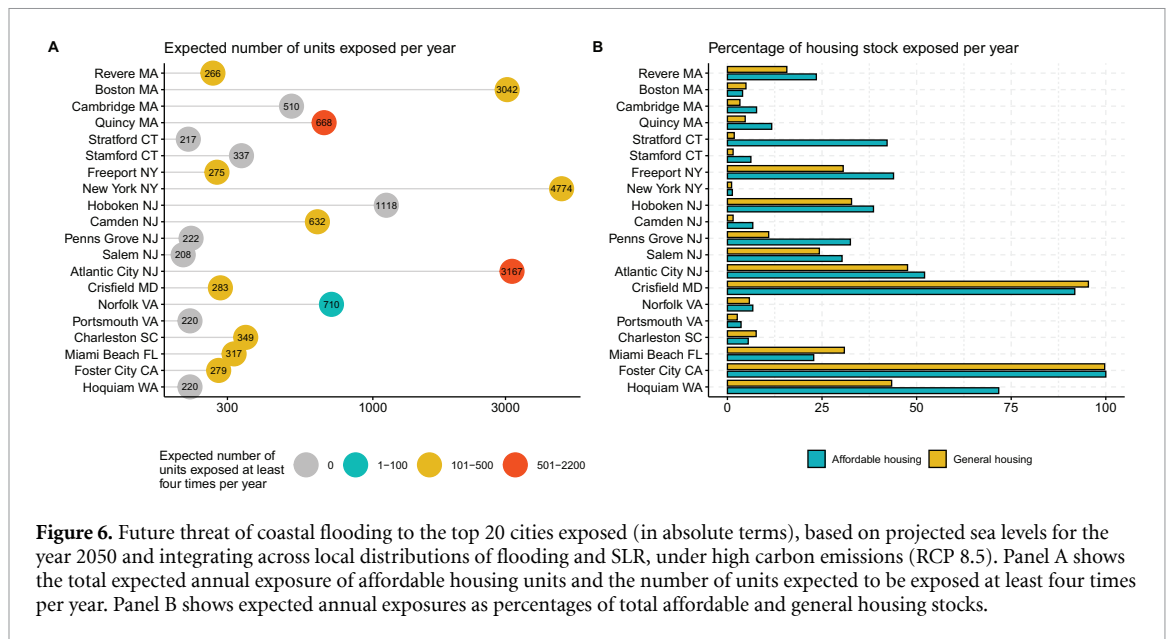 A
Expected number of units exposed per year
Revere MA
266
Boston MA
3042
Cambridge MA
510
Quincy MA
668
Stratford CT
217
Stamford CT
337
Freeport NY
275
New York NY
4774
Hoboken NJ
1118
Camden NJ
632
Penns Grove NJ
222
Salem NJ
208
Atlantic City NJ
3167
Crisfield MD
283
Norfolk VA
710
Portsmouth VA
220
Charleston SC
349
Miami Beach FL
317
Foster City CA
279
Hoquiam WA
220
300 1000 3000
Expected number of
units exposed at least
four times per year
0 1−100 101−500 501−2200
B
Percentage of housing stock exposed per year
Revere MA
Boston MA
Cambridge MA
Quincy MA
Stratford CT
Stamford CT
Freeport NY
New York NY
Hoboken NJ
Camden NJ
Penns Grove NJ
Salem NJ
Atlantic City NJ
Crisfield MD
Norfolk VA
Portsmouth VA
Charleston SC
Miami Beach FL
Foster City CA
Hoquiam WA
0 25 50 75 100
Affordable housing General housing
Figure 6. Future threat of coastal flooding to the top 20 cities exposed (in absolute terms), based on projected sea levels for the
year 2050 and integrating across local distributions of flooding and SLR, under high carbon emissions (RCP 8.5). Panel A shows
the total expected annual exposure of affordable housing units and the number of units expected to be exposed at least four times
per year. Panel B shows expected annual exposures as percentages of total affordable and general housing stocks.